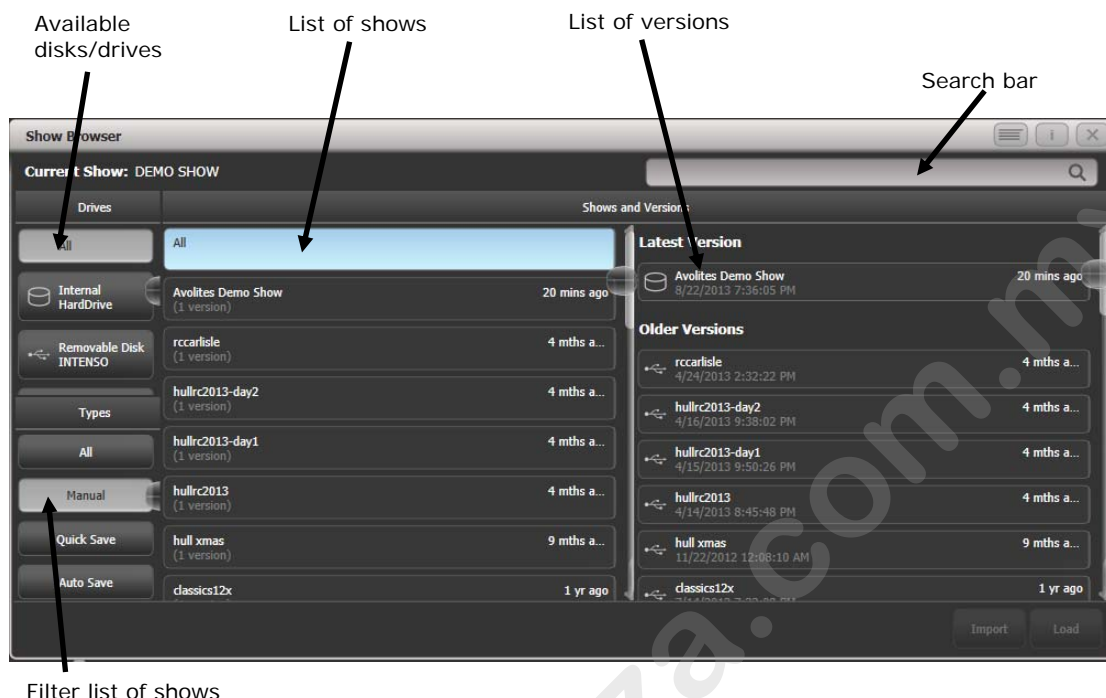 Available
disks/drives
List of shows
List of versions
Search bar
Show Browser
i
Current Show: DEMO SHOW
Drives
Shows and Versions
All
Internal
HardDrive
Removable Disk
INTENSO
Types
All
Manual
Quick Save
Auto Save
All
Avolites Demo Show 20 mins ago
(1 version)
rccarlisle 4 mths a...
(1 version)
hullrc2013-day2 4 mths a...
(1 version)
hullrc2013-day1 4 mths a...
(1 version)
hullrc2013 4 mths a...
(1 version)
hull xmas 9 mths a...
(1 version)
classics12x 1 yr ago
Latest Version
Avolites Demo Show 20 mins ago
8/22/2013 7:36:05 PM
Older Versions
rccarlisle 4 mths a...
4/24/2013 2:32:22 PM
hullrc2013-day2 4 mths a...
4/16/2013 9:38:02 PM
hullrc2013-day1 4 mths a...
4/15/2013 9:50:26 PM
hullrc2013 4 mths a...
4/14/2013 8:45:48 PM
hull xmas 9 mths a...
11/22/2012 12:08:10 AM
classics12x 1 yr ago
Import Load
Filter list of shows
za.com.my